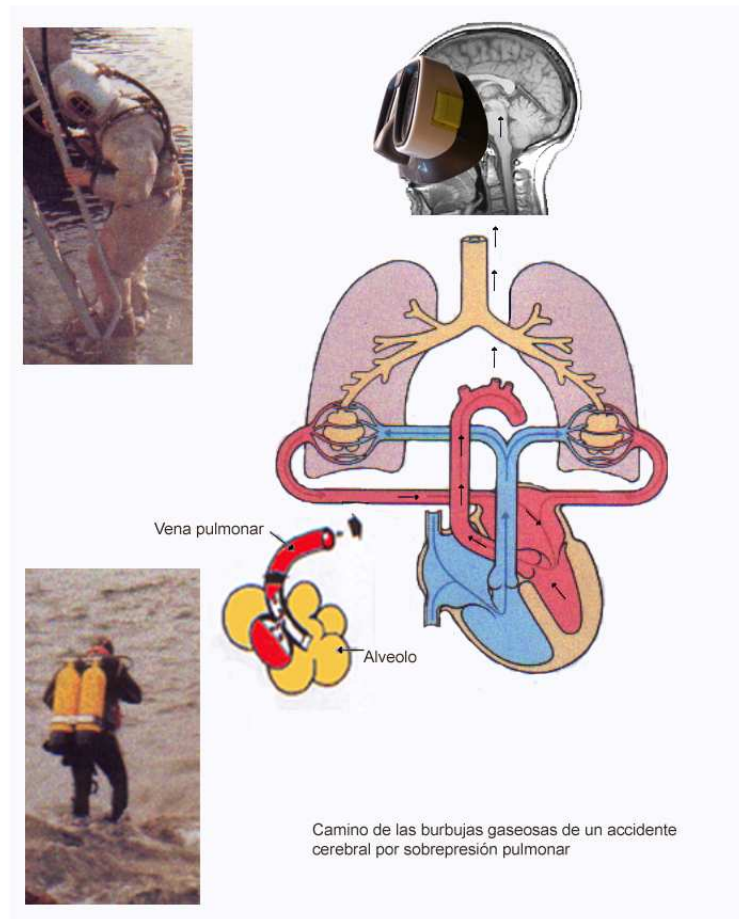 Vena pulmonar
Alveolo
Camino de las burbujas gaseosas de un accidente
cerebral por sobrepresión pulmonar